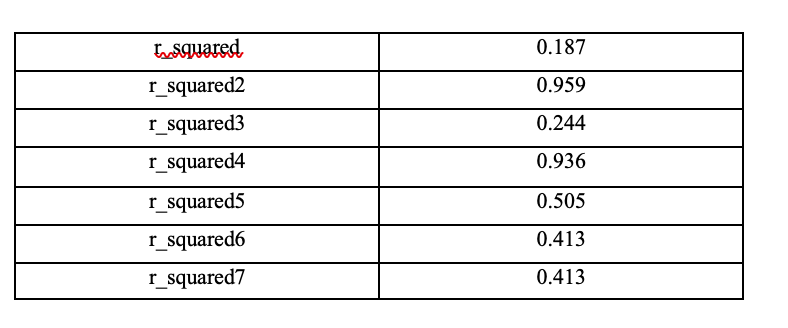 r_squared 0.187
r_squared2 0.959
r_squared3 0.244
r_squared4 0.936
r_squared5 0.505
r_squared6 0.413
r_squared7 0.413